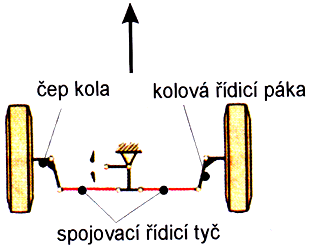 čep kola
kolová řídicí páka
spojovací řídicí tyč